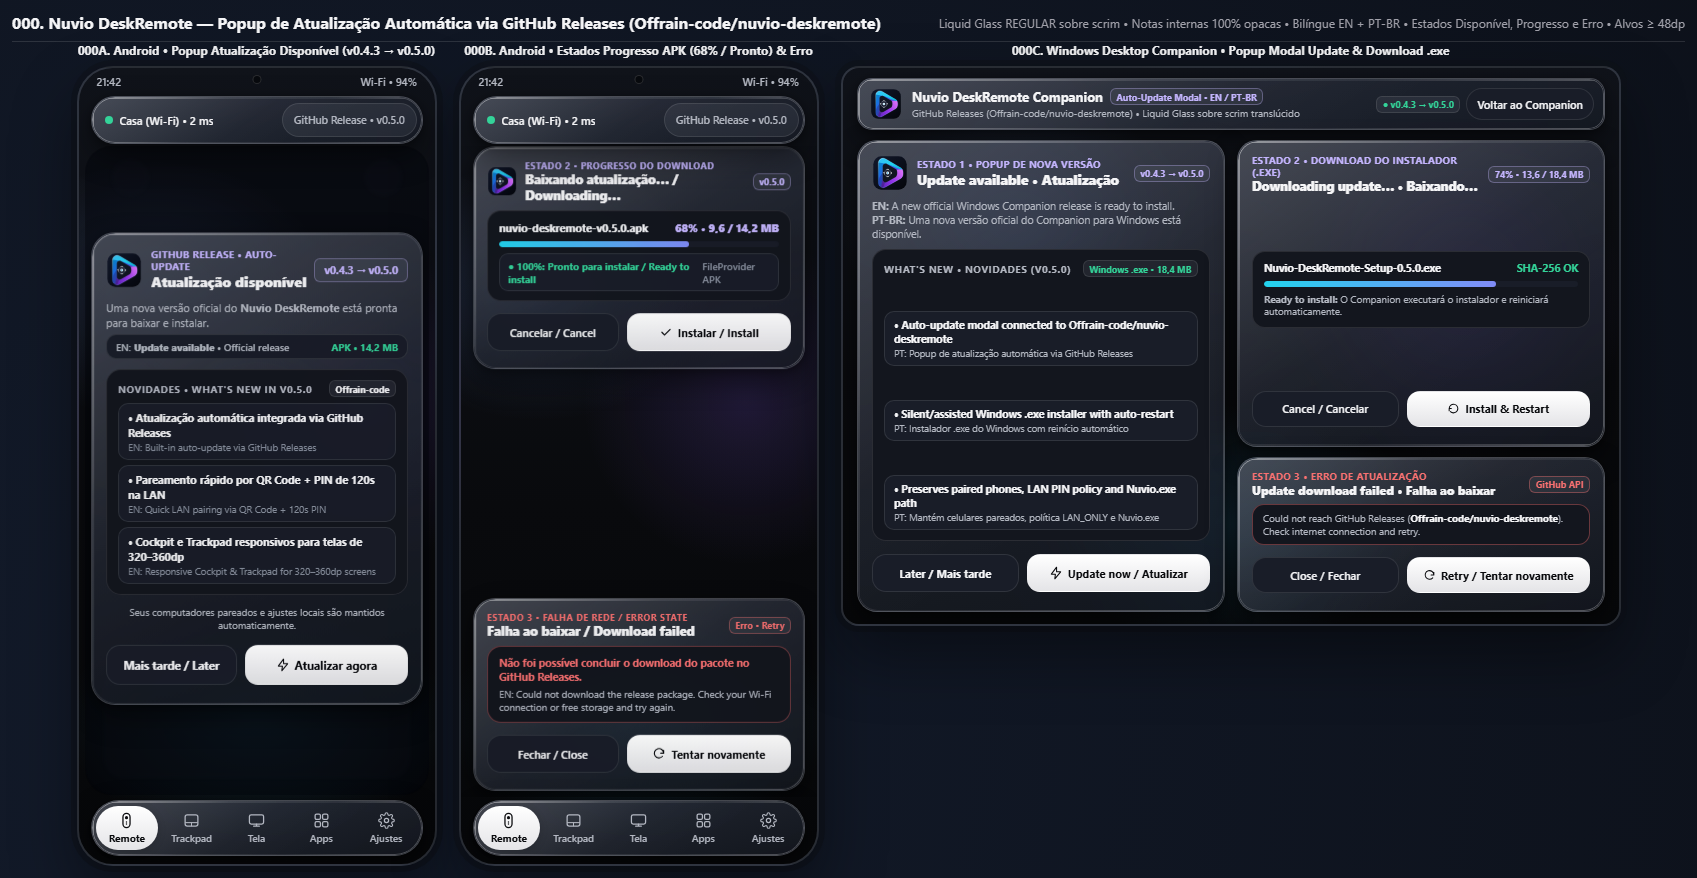 000. Nuvio DeskRemote — Popup de Atualização Automática via GitHub Releases (Offrain-code/nuvio-deskremote)
Liquid Glass REGULAR sobre scrim • Notas internas 100% opacas • Bilíngue EN + PT-BR • Estados Disponível, Progresso e Erro • Alvos ≥ 48dp
000A. Android • Popup Atualização Disponível (v0.4.3 → v0.5.0)
21:42
Wi-Fi • 94%
Casa (Wi-Fi) • 2 ms
GitHub Release • v0.5.0
GITHUB RELEASE • AUTO-
UPDATE
Atualização disponível
v0.4.3 → v0.5.0
Uma nova versão oficial do Nuvio DeskRemote está pronta
para baixar e instalar.
EN: Update available • Official release
APK • 14,2 MB
NOVIDADES • WHAT'S NEW IN V0.5.0
Offrain-code
• Atualização automática integrada via GitHub
Releases
EN: Built-in auto-update via GitHub Releases
• Pareamento rápido por QR Code + PIN de 120s
na LAN
EN: Quick LAN pairing via QR Code + 120s PIN
• Cockpit e Trackpad responsivos para telas de
320–360dp
EN: Responsive Cockpit & Trackpad for 320–360dp screens
Seus computadores pareados e ajustes locais são mantidos
automaticamente.
Mais tarde / Later
Atualizar agora
Remote
Trackpad
Tela
Apps
Ajustes
000B. Android • Estados Progresso APK (68% / Pronto) & Erro
21:42
Wi-Fi • 94%
Casa (Wi-Fi) • 2 ms
GitHub Release • v0.5.0
ESTADO 2 • PROGRESSO DO DOWNLOAD
Baixando atualização... /
Downloading...
v0.5.0
nuvio-deskremote-v0.5.0.apk
68% • 9,6 / 14,2 MB
• 100%: Pronto para instalar / Ready to
install
FileProvider
APK
Cancelar / Cancel
Instalar / Install
ESTADO 3 • FALHA DE REDE / ERROR STATE
Falha ao baixar / Download failed
Erro • Retry
Não foi possível concluir o download do pacote no
GitHub Releases.
EN: Could not download the release package. Check your Wi-Fi
connection or free storage and try again.
Fechar / Close
Tentar novamente
Remote
Trackpad
Tela
Apps
Ajustes
000C. Windows Desktop Companion • Popup Modal Update & Download .exe
Nuvio DeskRemote Companion
Auto-Update Modal • EN / PT-BR
GitHub Releases (Offrain-code/nuvio-deskremote) • Liquid Glass sobre scrim translúcido
• v0.4.3 → v0.5.0
Voltar ao Companion
ESTADO 1 • POPUP DE NOVA VERSÃO
Update available • Atualização
v0.4.3 → v0.5.0
EN: A new official Windows Companion release is ready to install.
PT-BR: Uma nova versão oficial do Companion para Windows está
disponível.
WHAT'S NEW • NOVIDADES (V0.5.0)
Windows .exe • 18,4 MB
• Auto-update modal connected to Offrain-code/nuvio-
deskremote
PT: Popup de atualização automática via GitHub Releases
• Silent/assisted Windows .exe installer with auto-restart
PT: Instalador .exe do Windows com reinício automático
• Preserves paired phones, LAN PIN policy and Nuvio.exe
path
PT: Mantém celulares pareados, política LAN_ONLY e Nuvio.exe
Later / Mais tarde
Update now / Atualizar
ESTADO 2 • DOWNLOAD DO INSTALADOR
(.EXE)
Downloading update... • Baixando...
74% • 13,6 / 18,4 MB
Nuvio-DeskRemote-Setup-0.5.0.exe
SHA-256 OK
Ready to install: O Companion executará o instalador e reiniciará
automaticamente.
Cancel / Cancelar
Install & Restart
ESTADO 3 • ERRO DE ATUALIZAÇÃO
Update download failed • Falha ao baixar
GitHub API
Could not reach GitHub Releases (Offrain-code/nuvio-deskremote).
Check internet connection and retry.
Close / Fechar
Retry / Tentar novamente